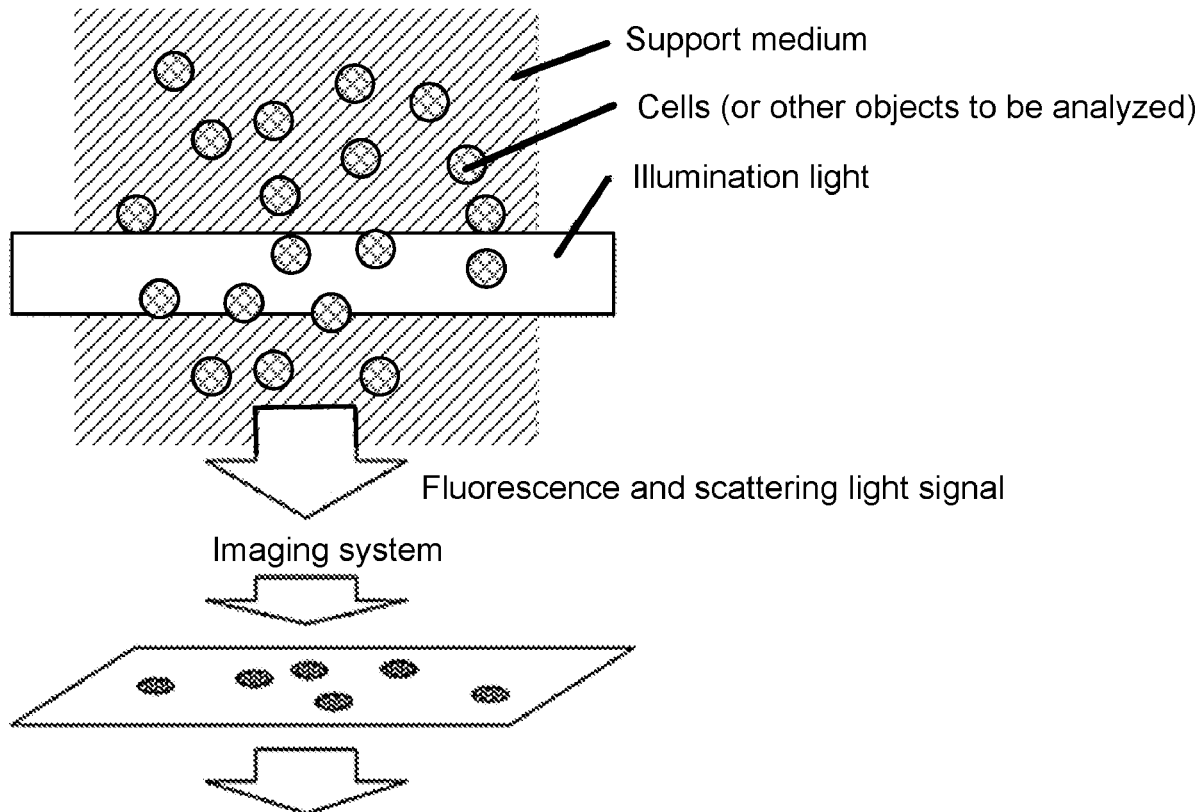 Support medium
Cells (or other objects to be analyzed)
Illumination light
Fluorescence and scattering light signal
Imaging system